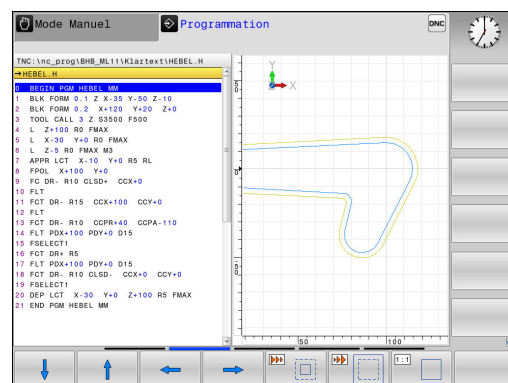 Mode Manuel
Programmation
DNC
TNC:\nc_prog\BHB_ML11\Klartext\HEBEL.H
→HEBEL.H
0 BEGIN PGM HEBEL MM
1 BLK FORM 0.1 Z X-35 Y-50 Z-10
2 BLK FORM 0.2 X+120 Y+20 Z+0
3 TOOL CALL 3 Z S3500 F500
4 L Z+100 R0 FMAX
5 L X-30 Y+0 R0 FMAX
6 L Z-5 R0 FMAX M3
7 APPR LCT X-10 Y+0 R5 RL
8 FPOL X+100 Y+0
9 FC DR- R10 CLSD+ CCX+0
10 FLT
11 FCT DR- R15 CCX+100 CCY+0
12 FLT
13 FCT DR- R10 CCPR+40 CCPA-110
14 FLT PDX+100 PDY+0 D15
15 FSELECT1
16 FCT DR+ R5
17 FLT PDX+100 PDY+0 D15
18 FCT DR- R10 CLSD- CCX+0 CCY+0
19 FSELECT1
20 DEP LCT X-30 Y+0 Z+100 R5 FMAX
21 END PGM HEBEL MM
Y
X
0
50
100
1:1